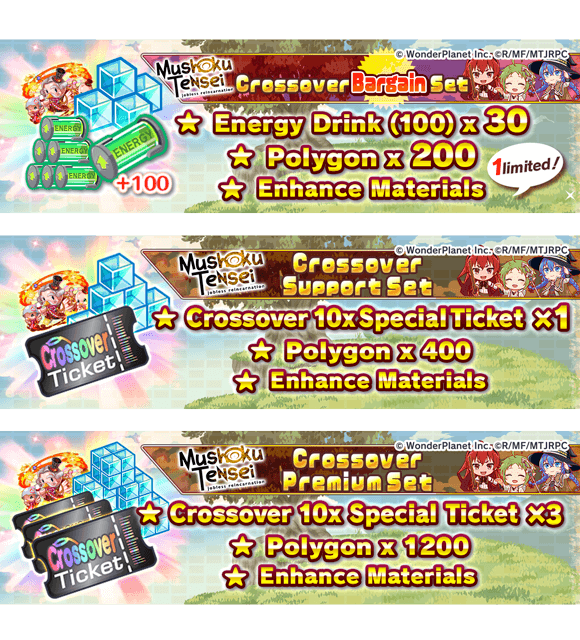 Mushoku
Tensei
jobless reincarnation
© WonderPlanet Inc. ©R/MF/MTJRPC
Crossover Bargain Set
★ Energy Drink (100) x 30
★ Polygon x 200
★ Enhance Materials
1 limited!
ENERGY
ENERGY
ENERGY
ENERGY
+100
Mushoku
Tensei
jobless reincarnation
© WonderPlanet Inc. ©R/MF/MTJRPC
Crossover
Support Set
★ Crossover 10x Special Ticket ×1
★ Polygon x 400
★ Enhance Materials
Crossover
Ticket
Mushoku
Tensei
jobless reincarnation
© WonderPlanet Inc. ©R/MF/MTJRPC
Crossover
Premium Set
★ Crossover 10x Special Ticket ×3
★ Polygon x 1200
★ Enhance Materials
Crossover
Ticket